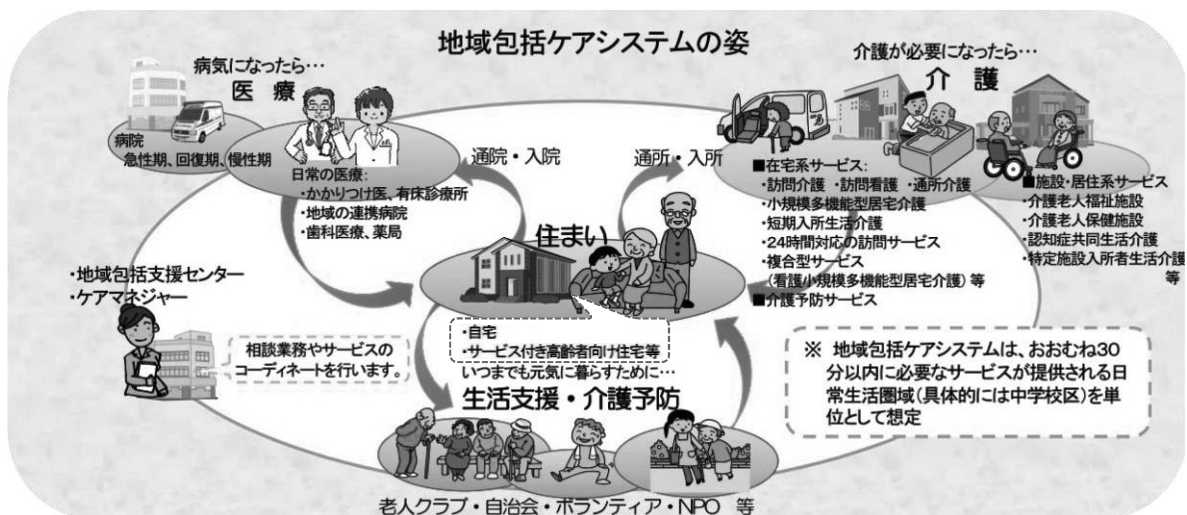 地域包括ケアシステムの姿
病気になったら…
医 療
病院
急性期、回復期、慢性期
日常の医療:
・かかりつけ医、有床診療所
・地域の連携病院
・歯科医療、薬局
通院・入院
通所・入所
介護が必要になったら…
介 護
■在宅系サービス:
・訪問介護 ・訪問看護 ・通所介護
・小規模多機能型居宅介護
・短期入所生活介護
・24時間対応の訪問サービス
・複合型サービス
(看護小規模多機能型居宅介護)等
■介護予防サービス
■施設・居住系サービス
・介護老人福祉施設
・介護老人保健施設
・認知症共同生活介護
・特定施設入所者生活介護
等
住まい
・自宅
・サービス付き高齢者向け住宅等
・地域包括支援センター
・ケアマネジャー
相談業務やサービスの
コーディネートを行います。
いつまでも元気に暮らすために…
生活支援・介護予防
老人クラブ・自治会・ボランティア・NPO 等
※ 地域包括ケアシステムは、おおむね30
分以内に必要なサービスが提供される日
常生活圏域(具体的には中学校区)を単
位として想定